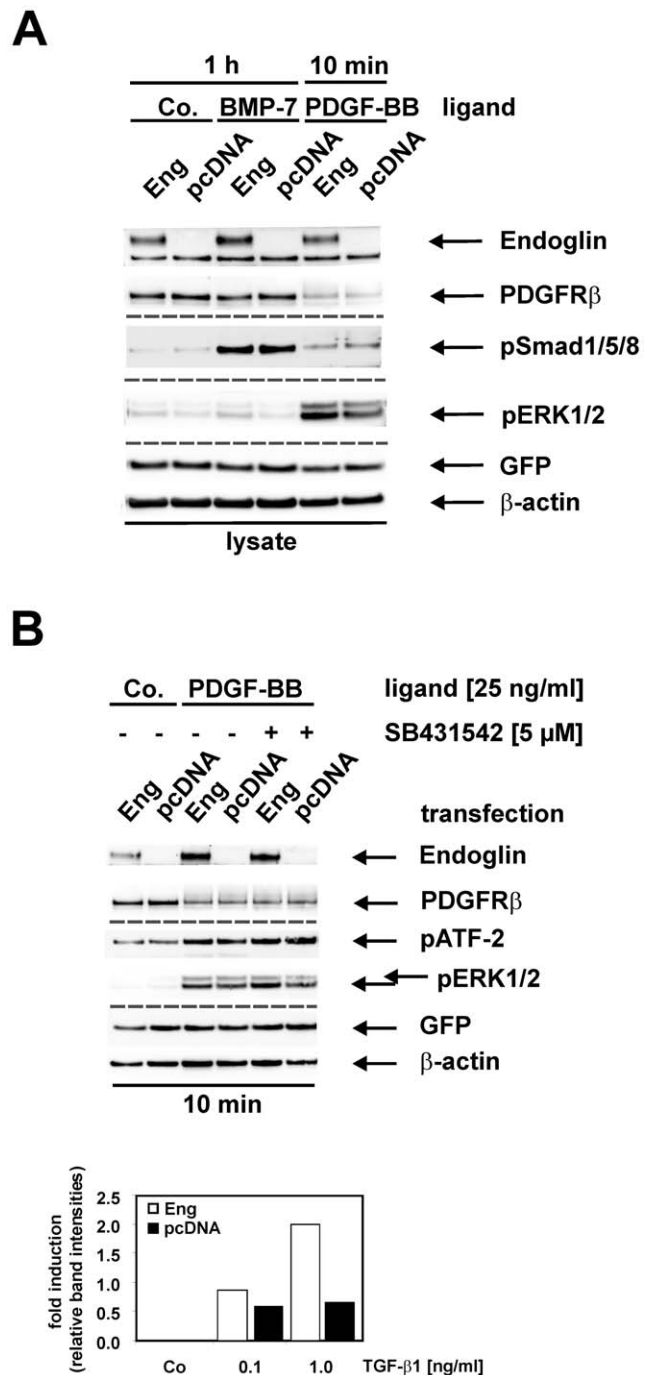 A
1 h 10 min
Co. BMP-7 PDGF-BB ligand
Eng pcDNA Eng pcDNA Eng pcDNA
Endoglin
PDGFRβ
pSmad1/5/8
pERK1/2
GFP
β-actin
lysate
B
Co. PDGF-BB ligand [25 ng/ml]
- - - - + + SB431542 [5 µM]
Eng pcDNA Eng pcDNA Eng pcDNA transfection
Endoglin
PDGFRβ
pATF-2
pERK1/2
GFP
β-actin
10 min
fold induction
(relative band intensities)
2.5
2.0
1.5
1.0
0.5
0.0
Eng
pcDNA
Co 0.1 1.0 TGF-β1 [ng/ml]